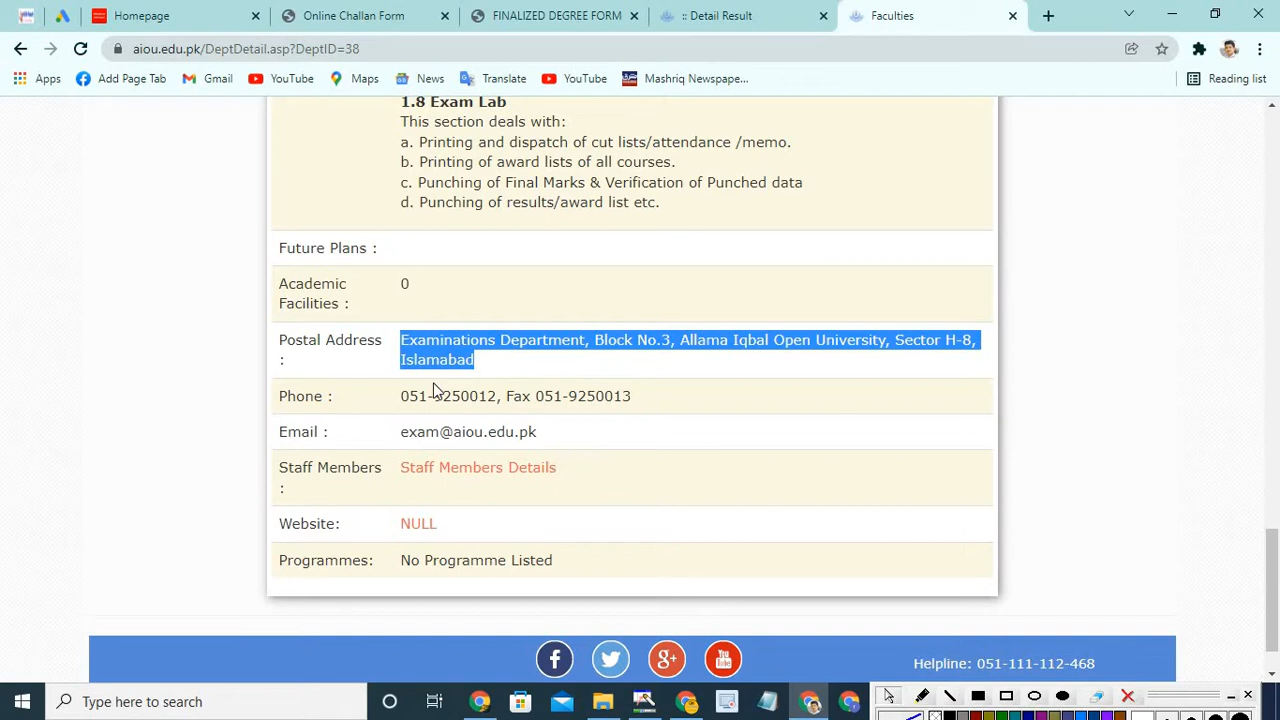 Homepage
Online Challan Form
FINALIZED DEGREE FORM
:: Detail Result
Faculties
aiou.edu.pk/DeptDetail.asp?DeptID=38
Apps
Add Page Tab
Gmail
YouTube
Maps
News
Translate
YouTube
Mashriq Newspape...
Reading list
1.8 Exam Lab
This section deals with:
a. Printing and dispatch of cut lists/attendance /memo.
b. Printing of award lists of all courses.
c. Punching of Final Marks & Verification of Punched data
d. Punching of results/award list etc.
Future Plans :
Academic Facilities :
0
Postal Address :
Examinations Department, Block No.3, Allama Iqbal Open University, Sector H-8,
Islamabad
Phone :
051-9250012, Fax 051-9250013
Email :
exam@aiou.edu.pk
Staff Members :
Staff Members Details
Website:
NULL
Programmes:
No Programme Listed
Helpline: 051-111-112-468
Type here to search